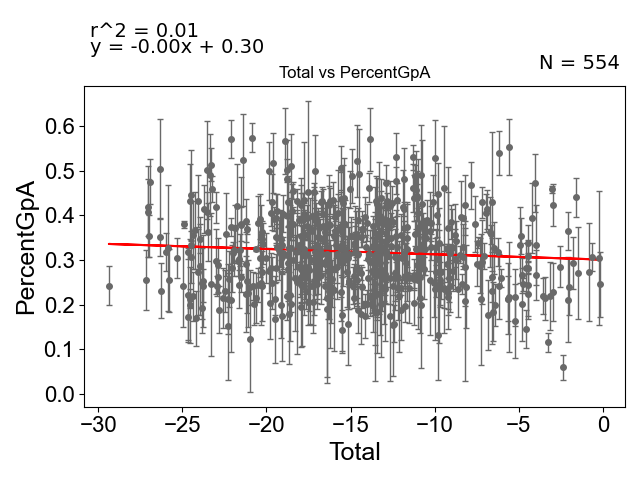 r^2 = 0.01
y = -0.00x + 0.30
N = 554
Total vs PercentGpA
PercentGpA
0.6
0.5
0.4
0.3
0.2
0.1
0.0
−30 −25 −20 −15 −10 −5 0
Total